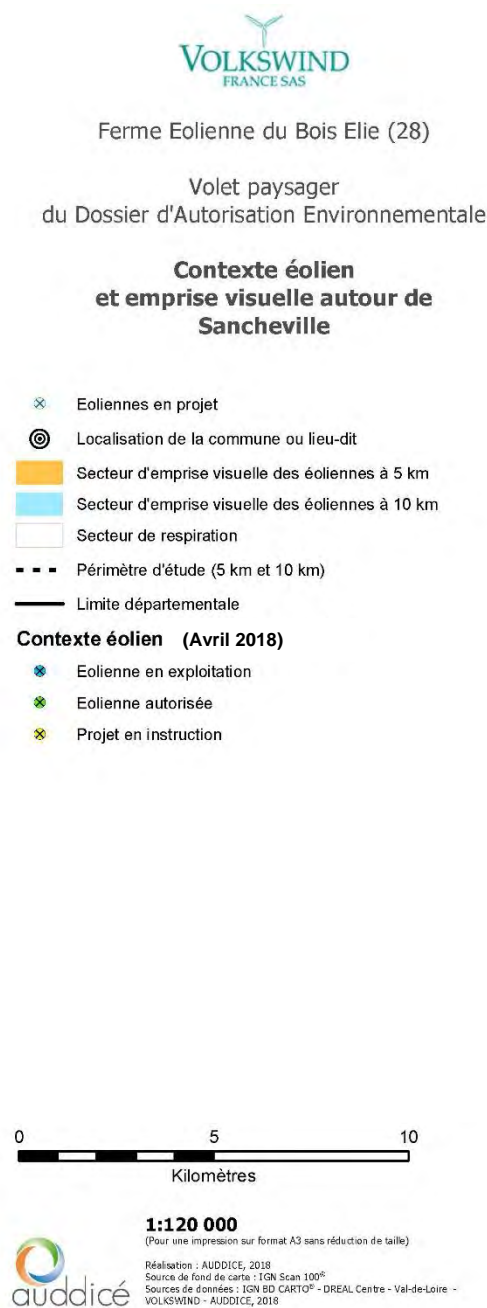 VOLKSWIND
FRANCE SAS
Ferme Eolienne du Bois Elie (28)
Volet paysager
du Dossier d'Autorisation Environnementale
Contexte éolien
et emprise visuelle autour de
Sancheville
Eoliennes en projet
Localisation de la commune ou lieu-dit
Secteur d'emprise visuelle des éoliennes à 5 km
Secteur d'emprise visuelle des éoliennes à 10 km
Secteur de respiration
Périmètre d'étude (5 km et 10 km)
Limite départementale
Contexte éolien (Avril 2018)
Eolienne en exploitation
Eolienne autorisée
Projet en instruction
0 5 10
Kilomètres
1:120 000
(Pour une impression sur format A3 sans réduction de taille)
Réalisation : AUDDICE, 2018
Source de fond de carte : IGN Scan 100®
Sources de données : IGN BD CARTO® - DREAL Centre - Val-de-Loire -
VOLKSWIND - AUDDICE, 2018
auddicé